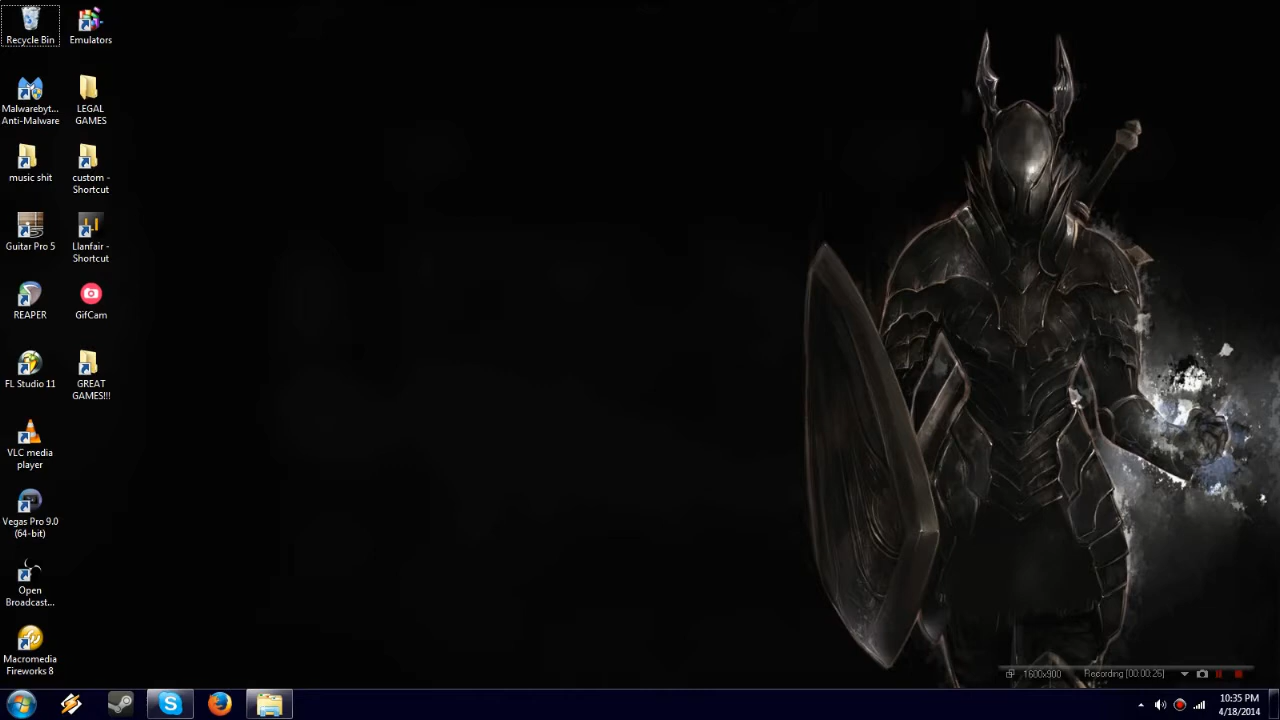 Recycle Bin
Emulators
Malwarebyt...
Anti-Malware
LEGAL
GAMES
music shit
custom -
Shortcut
Guitar Pro 5
Llanfair -
Shortcut
REAPER
GifCam
FL Studio 11
GREAT
GAMES!!!
VLC media
player
Vegas Pro 9.0
(64-bit)
Open
Broadcast...
Macromedia
Fireworks 8
1600x900
Recording [00:00:26]
10:35 PM
4/18/2014